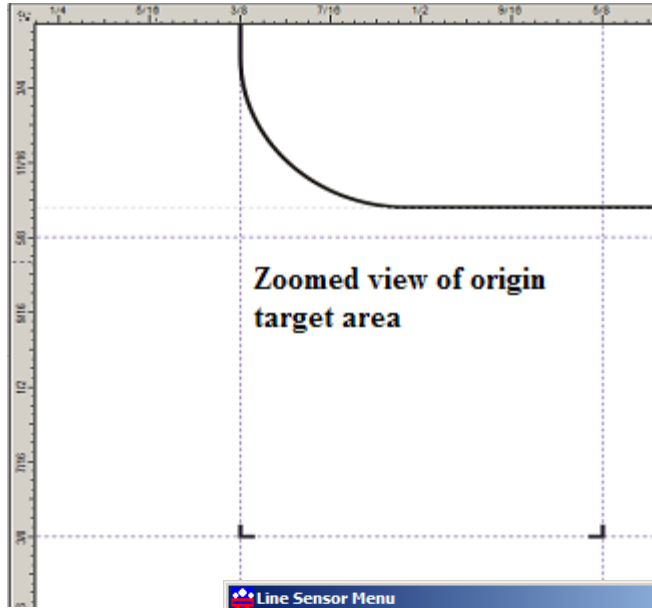 1/4 5/16 3/8 7/16 1/2 9/16 5/8
3/4
11/16
5/8
Zoomed view of origin
target area
9/16
1/2
7/16
3/8
Line Sensor Menu